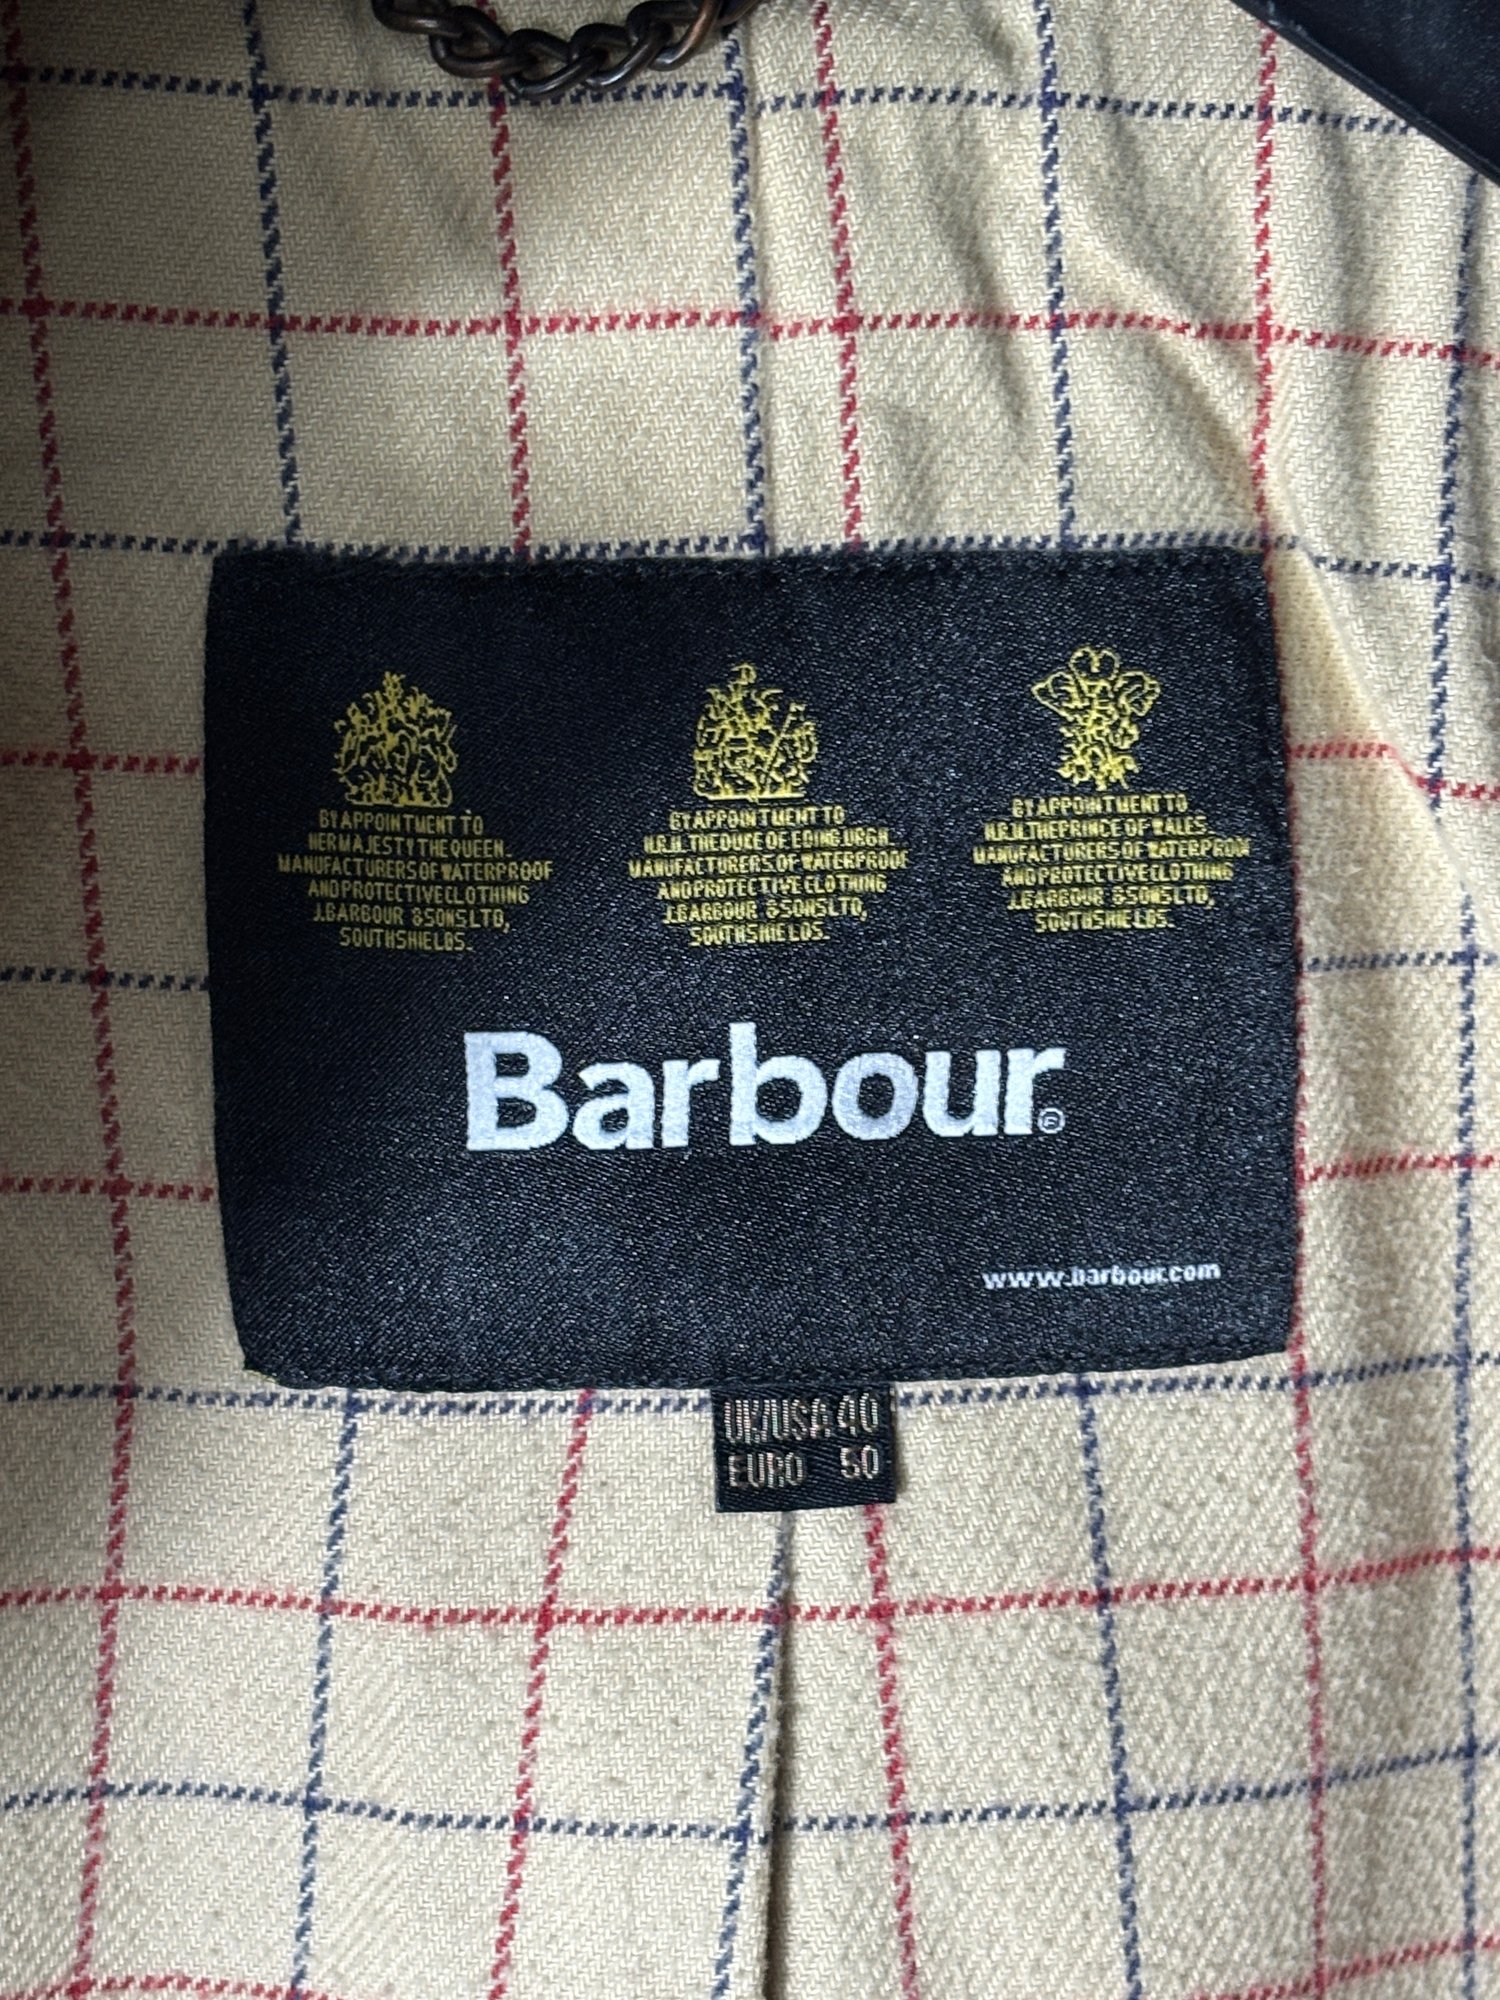 BY APPOINTMENT TO
HER MAJESTY THE QUEEN
MANUFACTURERS OF WATERPROOF
AND PROTECTIVE CLOTHING
J.BARBOUR & SONS LTD,
SOUTH SHIELDS.
BY APPOINTMENT TO
H.R.H. THE DUKE OF EDINBURGH
MANUFACTURERS OF WATERPROOF
AND PROTECTIVE CLOTHING
J.BARBOUR & SONS LTD,
SOUTH SHIELDS.
BY APPOINTMENT TO
H.R.H. THE PRINCE OF WALES
MANUFACTURERS OF WATERPROOF
AND PROTECTIVE CLOTHING
J.BARBOUR & SONS LTD,
SOUTH SHIELDS.
Barbour®
www.barbour.com
UK/USA 40
EURO 50